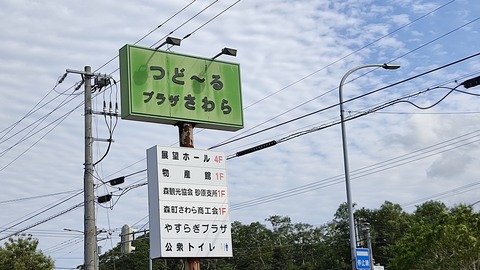 つど～る
プラザさわら
展望ホール 4F
物産館 1F
森観光協会 砂原支所 1F
森町さわら商工会 1F
やすらぎプラザ
公衆トイレ